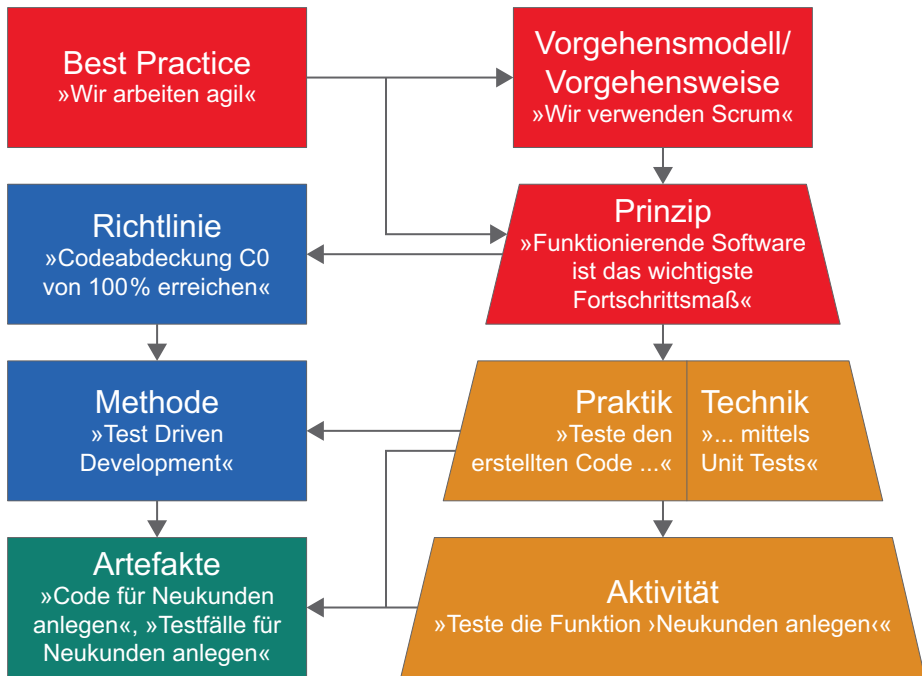 Best Practice
»Wir arbeiten agil«
Vorgehensmodell/
Vorgehensweise
»Wir verwenden Scrum«
Richtlinie
»Codeabdeckung C0
von 100% erreichen«
Prinzip
»Funktionierende Software
ist das wichtigste
Fortschrittsmaß«
Methode
»Test Driven
Development«
Praktik
»Teste den
erstellten Code ...«
Technik
»... mittels
Unit Tests«
Artefakte
»Code für Neukunden
anlegen«, »Testfälle für
Neukunden anlegen«
Aktivität
»Teste die Funktion ›Neukunden anlegen‹«